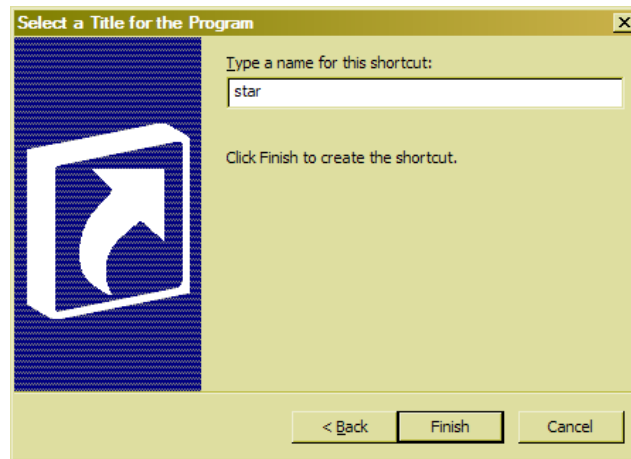 Select a Title for the Program
Type a name for this shortcut:
star
Click Finish to create the shortcut.
< Back
Finish
Cancel